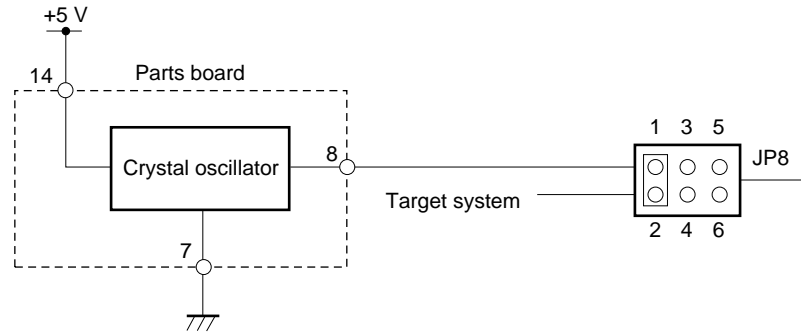 +5 V
14
Parts board
Crystal oscillator
8
7
Target system
1 3 5
JP8
2 4 6